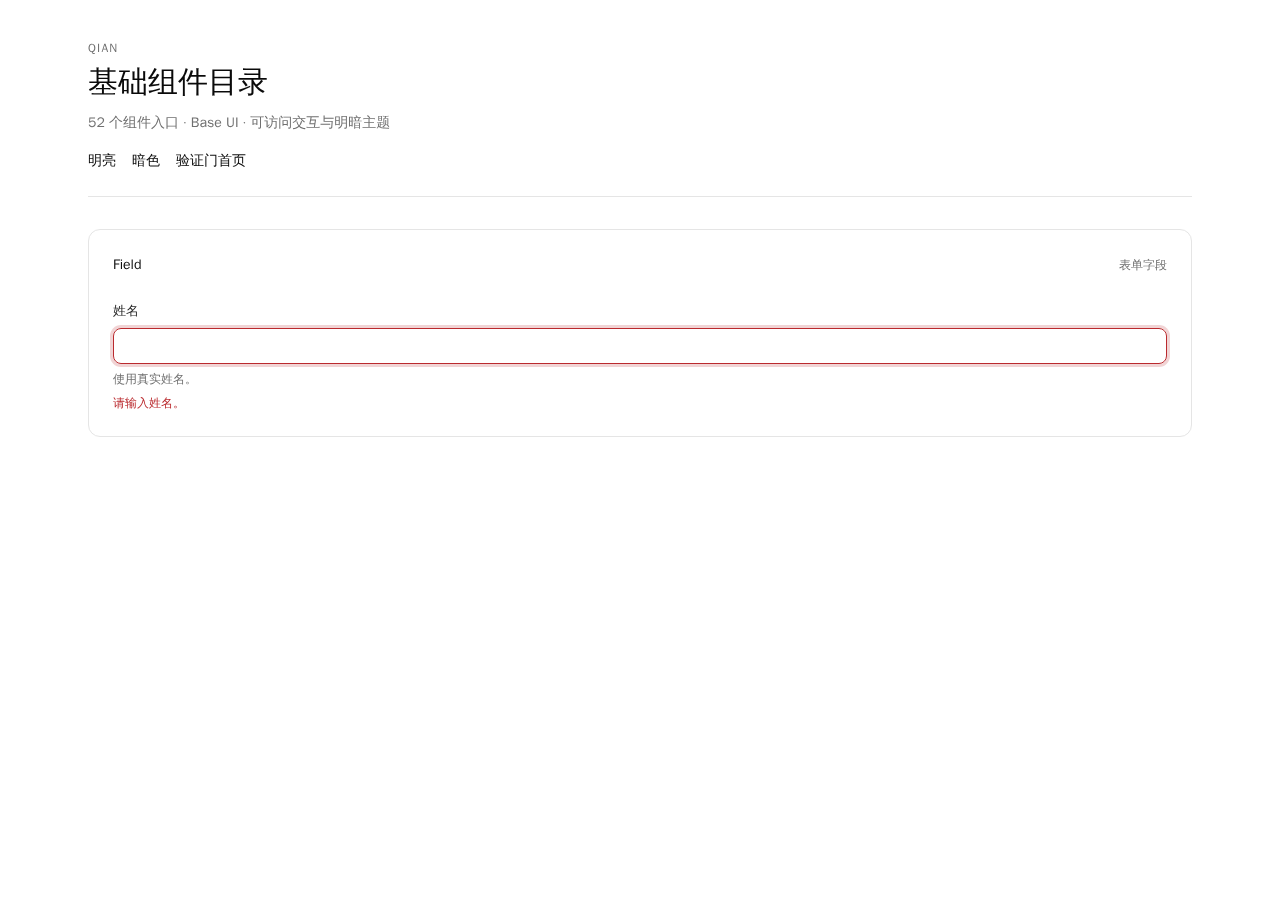 QIAN
基础组件目录
52 个组件入口 · Base UI · 可访问交互与明暗主题
明亮 暗色 验证门首页
Field 表单字段
姓名
使用真实姓名。
请输入姓名。